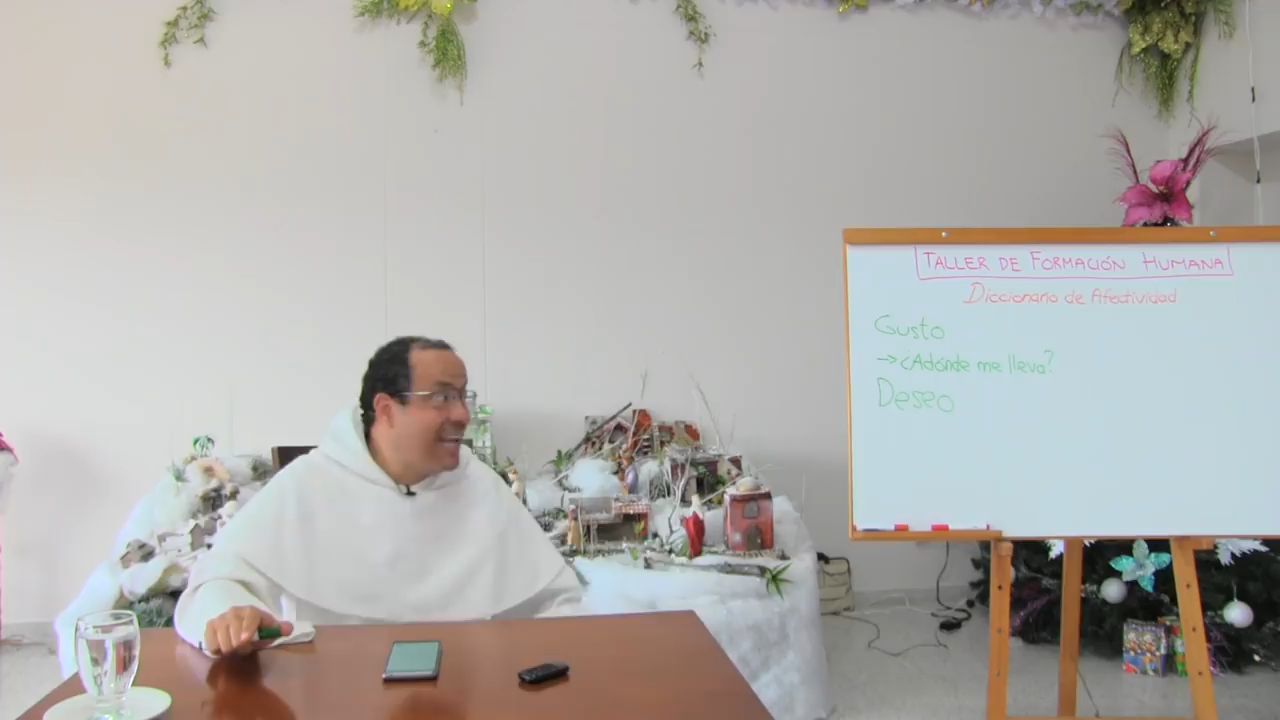 TALLER DE FORMACIÓN HUMANA
Diccionario de Afectividad
Gusto
→ ¿Adónde me lleva?
Deseo